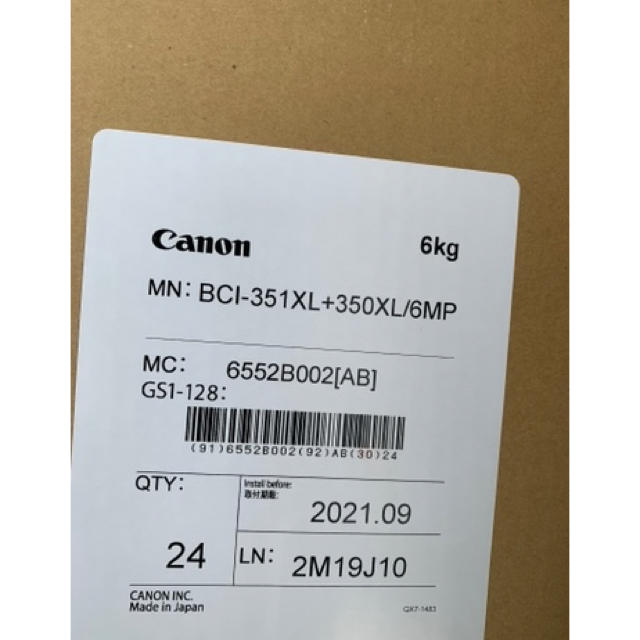 Canon
6kg
MN: BCI-351XL+350XL/6MP
MC: 6552B002[AB]
GS1-128:
(91)6552B002(92)AB(30)24
QTY:
24
Install before:
取付期限:
2021.09
LN: 2M19J10
CANON INC.
Made in Japan
QX7-1483